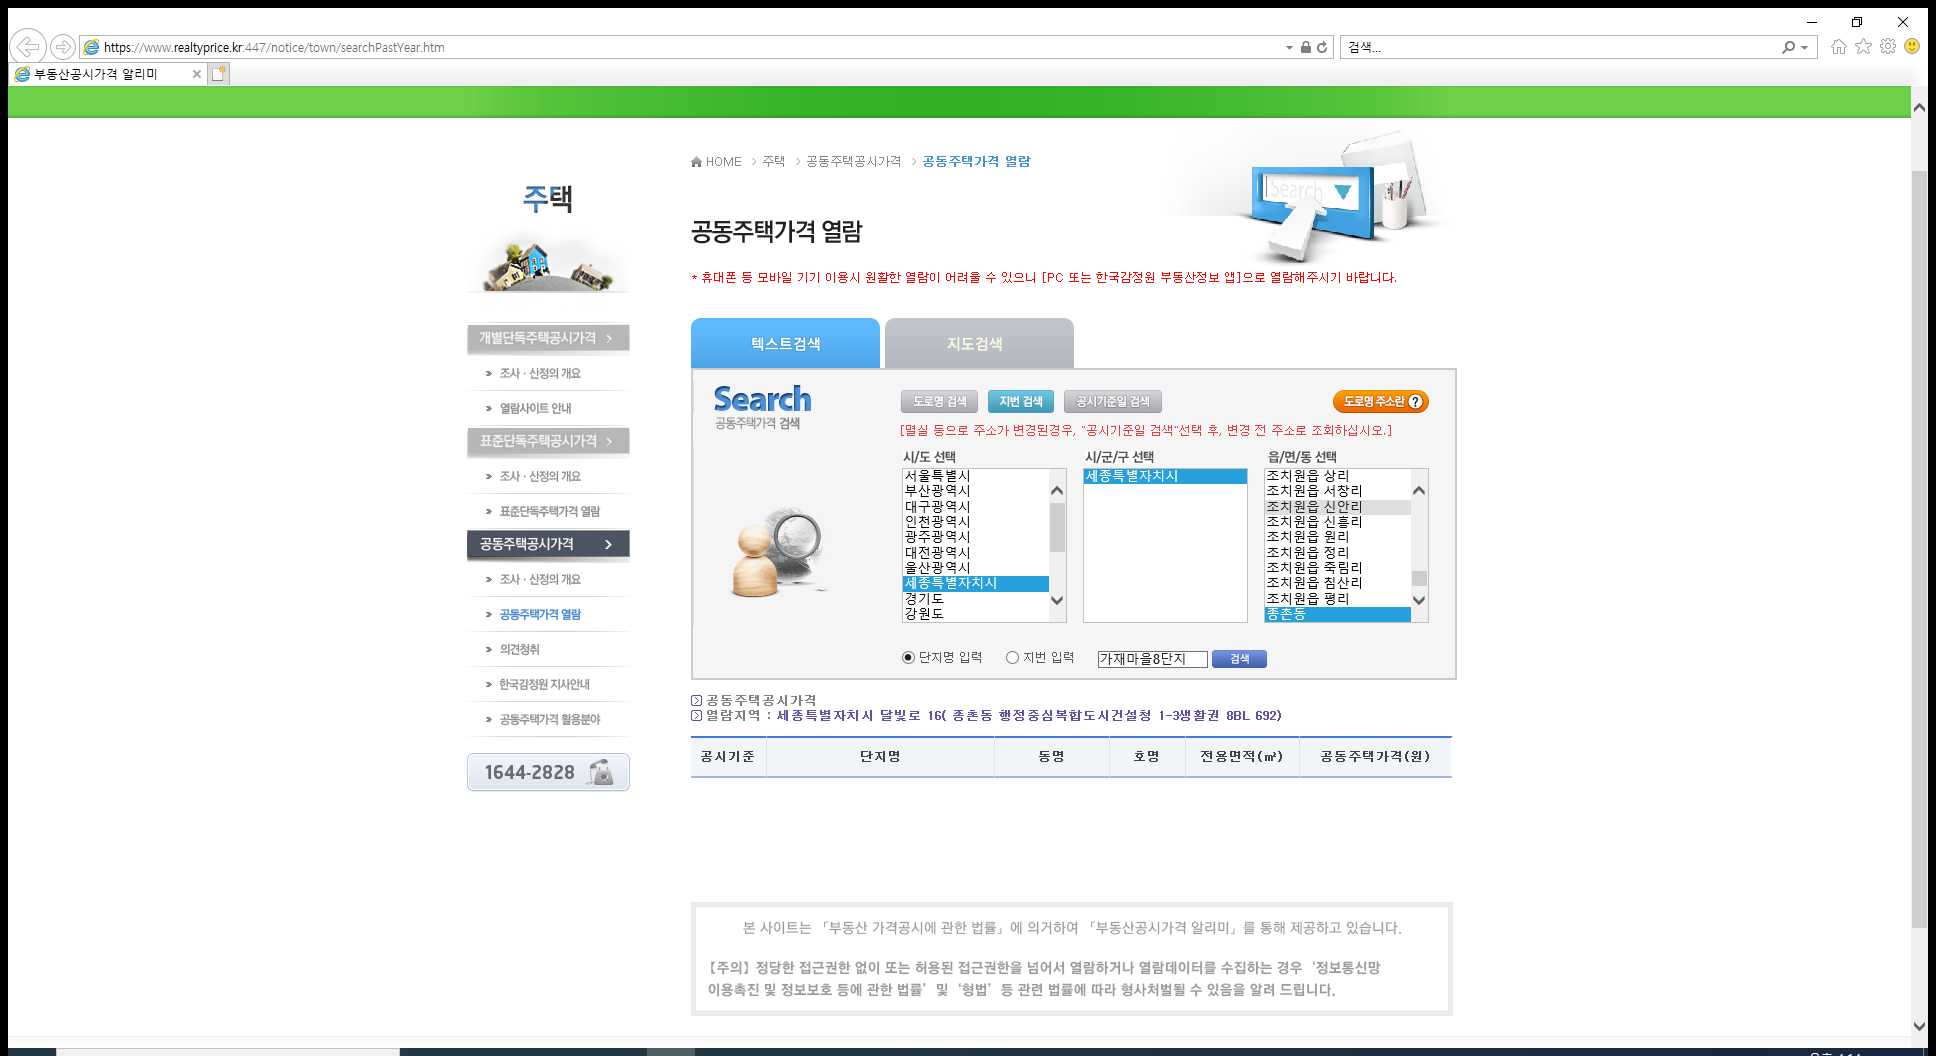 https://www.realtyprice.kr:447/notice/town/searchPastYear.htm
검색...
부동산공시가격 알리미
HOME > 주택 > 공동주택공시가격 > 공동주택가격 열람
주택
Search
공동주택가격 열람
* 휴대폰 등 모바일 기기 이용시 원활한 열람이 어려울 수 있으니 [PC 또는 한국감정원 부동산정보 앱]으로 열람해주시기 바랍니다.
개별단독주택공시가격
조사 · 산정의 개요
열람사이트 안내
표준단독주택공시가격
조사 · 산정의 개요
표준단독주택가격 열람
공동주택공시가격
조사 · 산정의 개요
공동주택가격 열람
의견청취
한국감정원 지사안내
공동주택가격 활용분야
1644-2828
텍스트검색 지도검색
Search
공동주택가격 검색
도로명 검색 지번 검색 공시기준일 검색 도로명 주소란 ?
[멸실 등으로 주소가 변경된경우, "공시기준일 검색"선택 후, 변경 전 주소로 조회하십시오.]
시/도 선택 시/군/구 선택 읍/면/동 선택
서울특별시
부산광역시
대구광역시
인천광역시
광주광역시
대전광역시
울산광역시
세종특별자치시
경기도
강원도
세종특별자치시
조치원읍 상리
조치원읍 서창리
조치원읍 신안리
조치원읍 신흥리
조치원읍 원리
조치원읍 정리
조치원읍 죽림리
조치원읍 침산리
조치원읍 평리
종촌동
단지명 입력 지번 입력 가재마을8단지 검색
공동주택공시가격
열람지역 : 세종특별자치시 달빛로 16( 종촌동 행정중심복합도시건설청 1-3생활권 8BL 692)
공시기준 단지명 동명 호명 전용면적(㎡) 공동주택가격(원)
본 사이트는 「부동산 가격공시에 관한 법률」에 의거하여 「부동산공시가격 알리미」를 통해 제공하고 있습니다.
【주의】 정당한 접근권한 없이 또는 허용된 접근권한을 넘어서 열람하거나 열람데이터를 수집하는 경우 ‘정보통신망
이용촉진 및 정보보호 등에 관한 법률’ 및 ‘형법’ 등 관련 법률에 따라 형사처벌될 수 있음을 알려 드립니다.